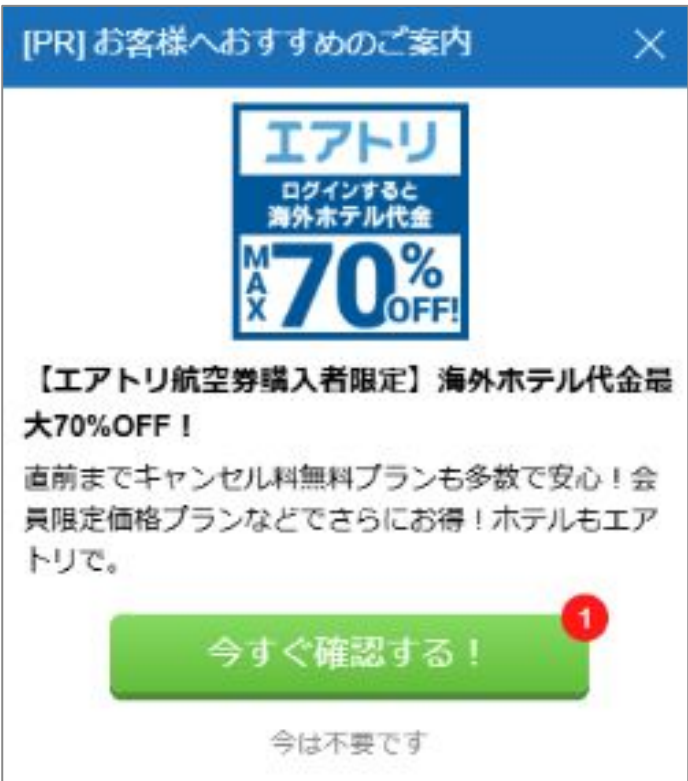 [PR] お客様へおすすめのご案内
エアトリ
ログインすると
海外ホテル代金
MAX
70%
OFF!
【エアトリ航空券購入者限定】海外ホテル代金最
大70%OFF！
直前までキャンセル料無料プランも多数で安心！会
員限定価格プランなどでさらにお得！ホテルもエア
トリで。
1
今すぐ確認する！
今は不要です